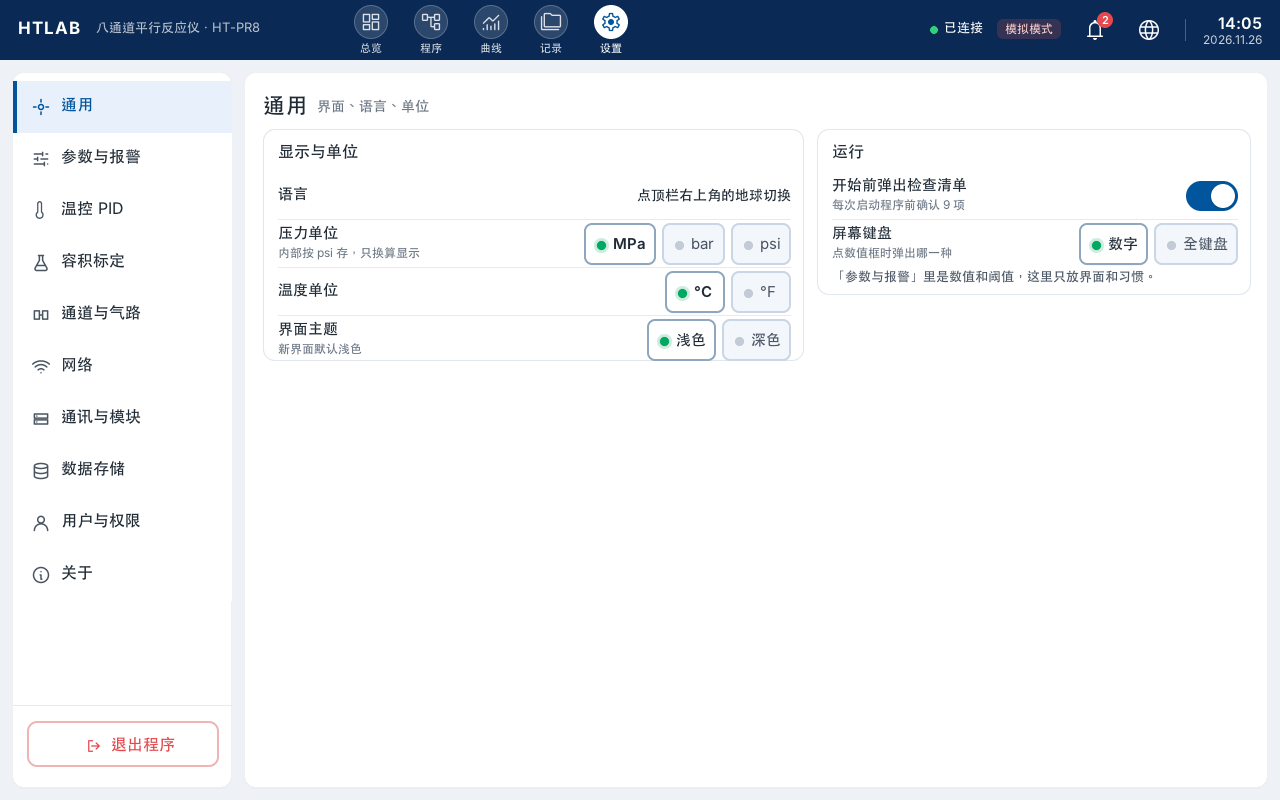 HTLAB 八通道平行反应仪 · HT-PR8
总览 程序 曲线 记录 设置
已连接 模拟模式 2
14:05
2026.11.26
通用
参数与报警
温控 PID
容积标定
通道与气路
网络
通讯与模块
数据存储
用户与权限
关于
退出程序
通用 界面、语言、单位
显示与单位
语言 点顶栏右上角的地球切换
压力单位
内部按 psi 存，只换算显示
MPa bar psi
温度单位 °C °F
界面主题
新界面默认浅色
浅色 深色
运行
开始前弹出检查清单
每次启动程序前确认 9 项
屏幕键盘
点数值框时弹出哪一种
数字 全键盘
「参数与报警」里是数值和阈值，这里只放界面和习惯。